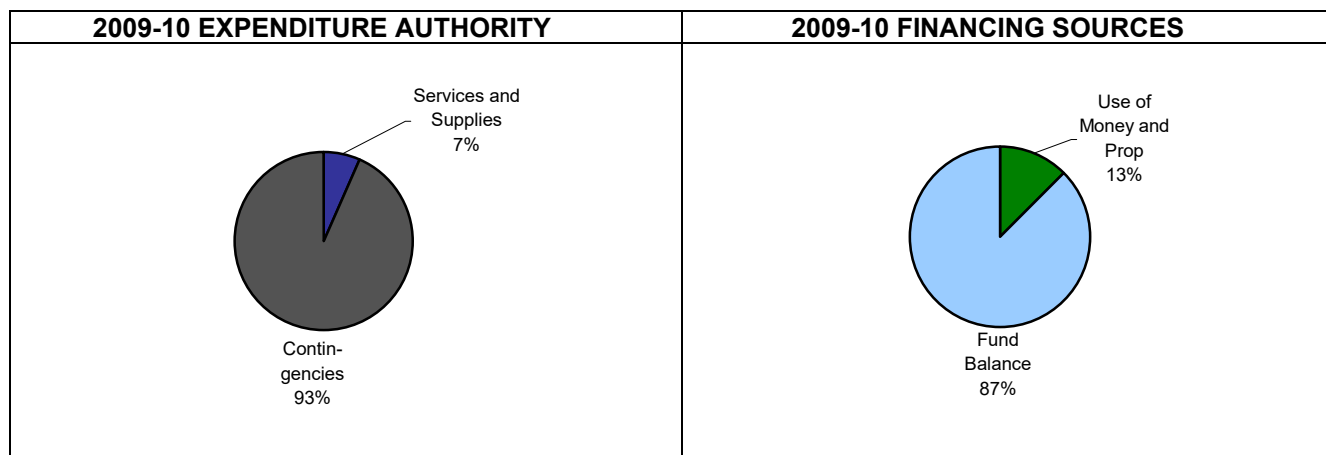 2009-10 EXPENDITURE AUTHORITY
Services and
Supplies
7%
Contin-
gencies
93%
2009-10 FINANCING SOURCES
Use of
Money and
Prop
13%
Fund
Balance
87%